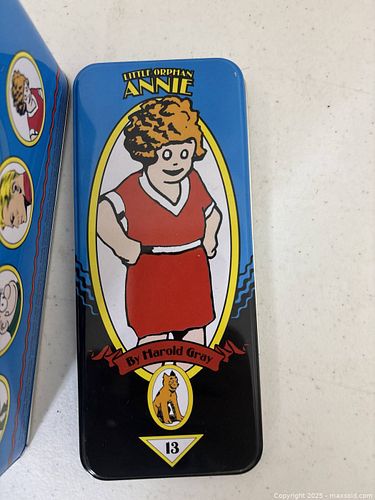 LITTLE ORPHAN
ANNIE
By Harold Gray
13
Copyright 2025 - maxsold.com